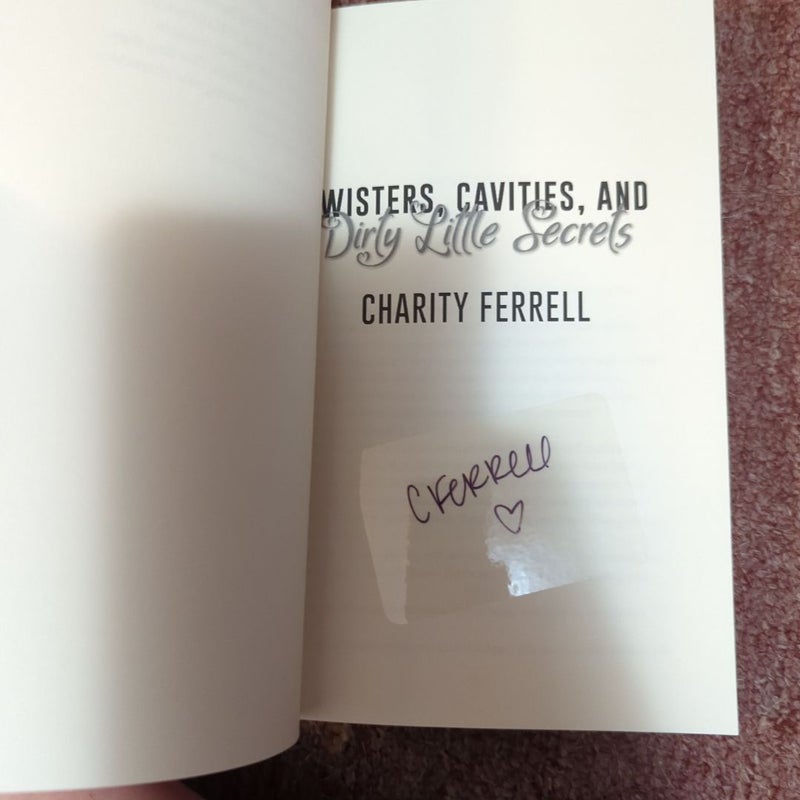 WISTERS, CAVITIES, AND
Dirty Little Secrets
CHARITY FERRELL
CFERRELL